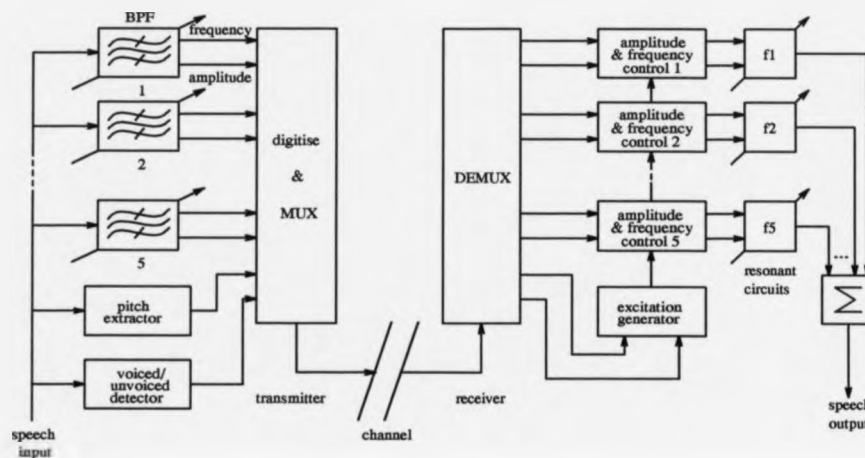 BPF
frequency
amplitude
1
2
5
pitch
extractor
voiced/
unvoiced
detector
speech
input
digitise
&
MUX
transmitter
channel
receiver
DEMUX
amplitude
& frequency
control 1
amplitude
& frequency
control 2
amplitude
& frequency
control 5
excitation
generator
f1
f2
f5
resonant
circuits
...
Σ
speech
output